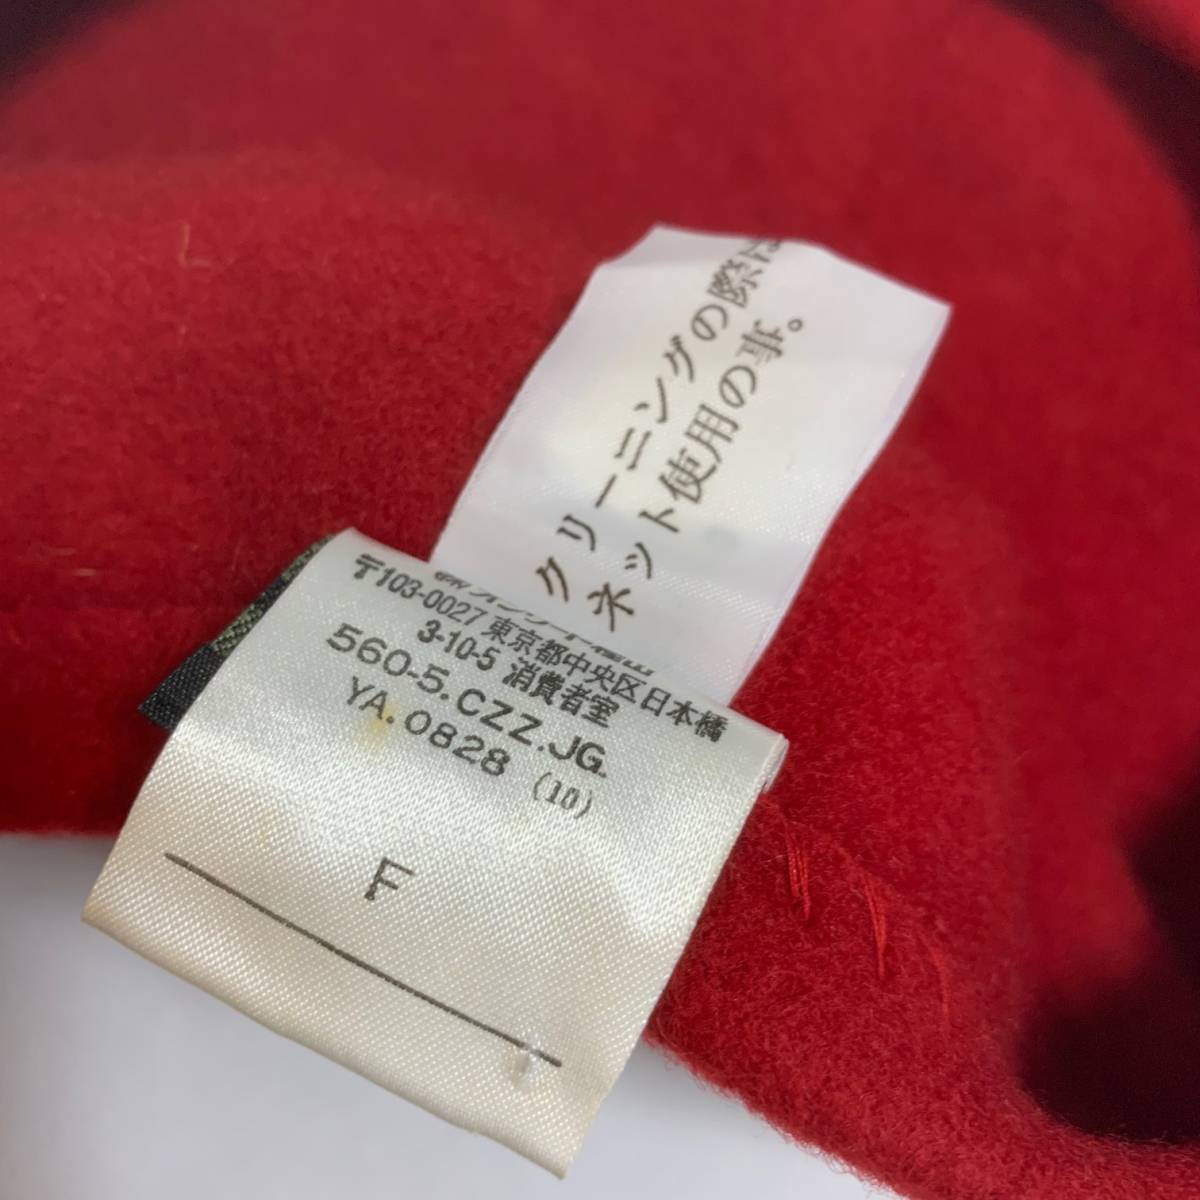 クリーニングの際は
ネット使用の事。
〒103-0027 東京都中央区日本橋
3-10-5 消費者室
560-5.CZZ.JG.
YA.0828 (10)
F